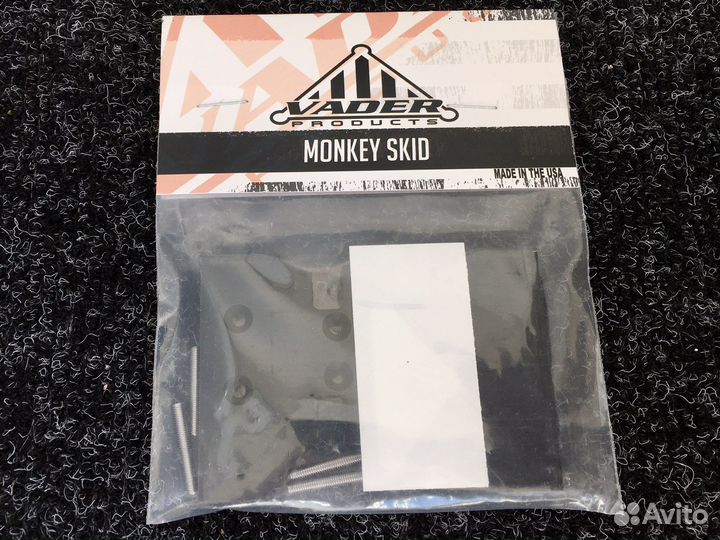 VADER
PRODUCTS
MONKEY SKID
MADE IN THE USA
Avito